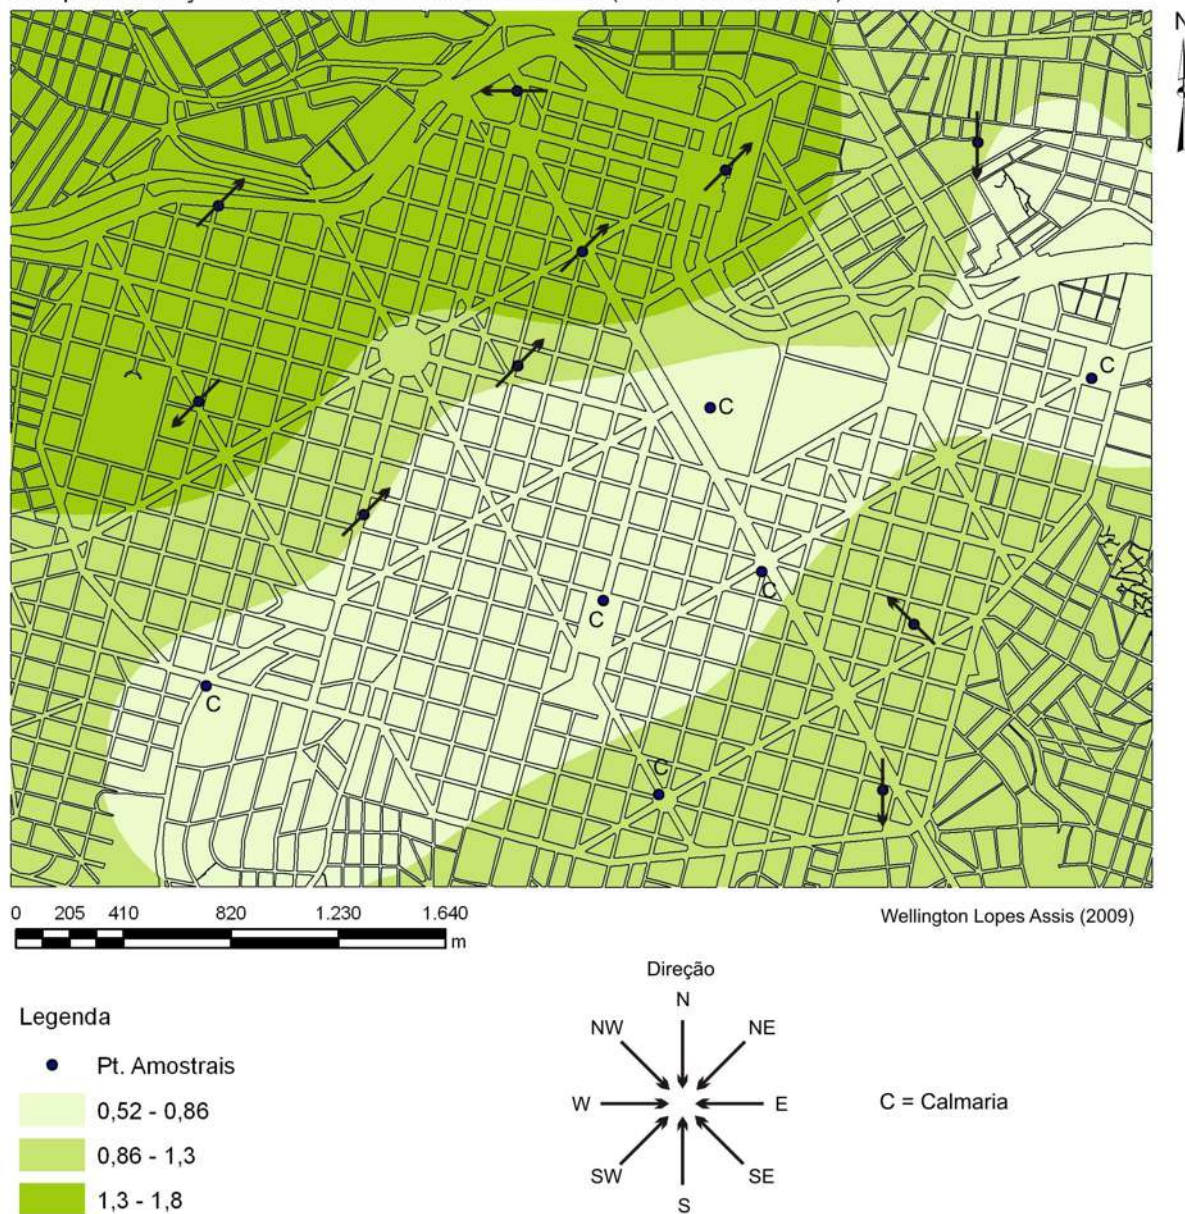 N
C
C
C
C
C
C
0 205 410 820 1.230 1.640
m
Wellington Lopes Assis (2009)
Direção
N
NW NE
W E
SW SE
S
C = Calmaria
Legenda
Pt. Amostrais
0,52 - 0,86
0,86 - 1,3
1,3 - 1,8